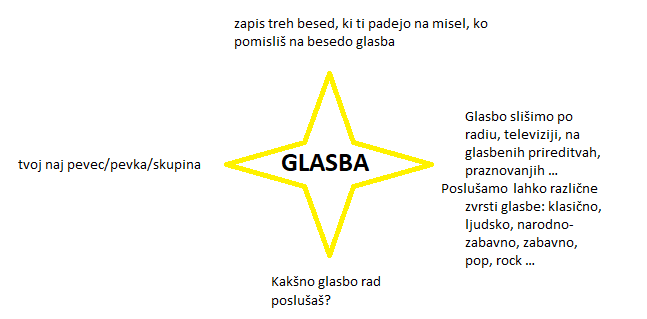 zapis treh besed, ki ti padejo na misel, ko
pomisliš na besedo glasba
tvoj naj pevec/pevka/skupina
GLASBA
Glasbo slišimo po
radiu, televiziji, na
glasbenih prireditvah,
praznovanjih ...
Poslušamo lahko različne
zvrsti glasbe: klasično,
ljudsko, narodno-
zabavno, zabavno,
pop, rock ...
Kakšno glasbo rad
poslušaš?